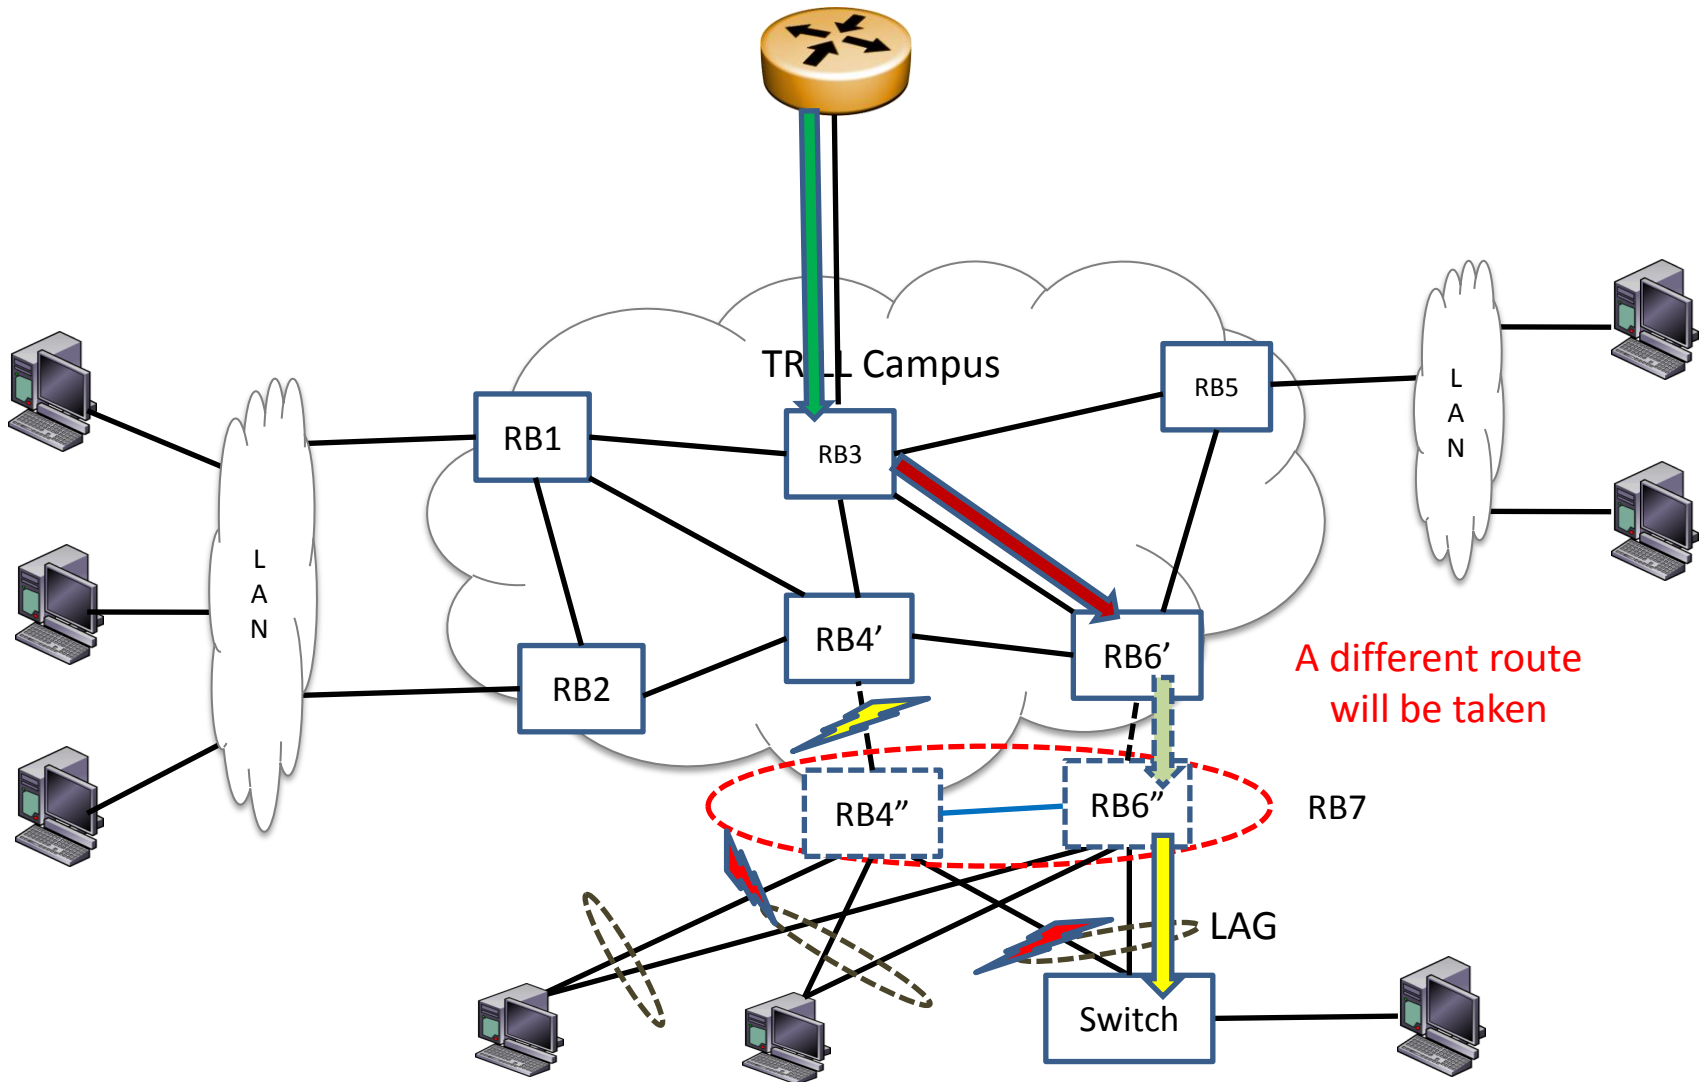 TRILL Campus
RB5
L
A
N
RB1
RB3
L
A
N
RB4’
RB6’
A different route
will be taken
RB2
RB4”
RB6”
RB7
LAG
Switch